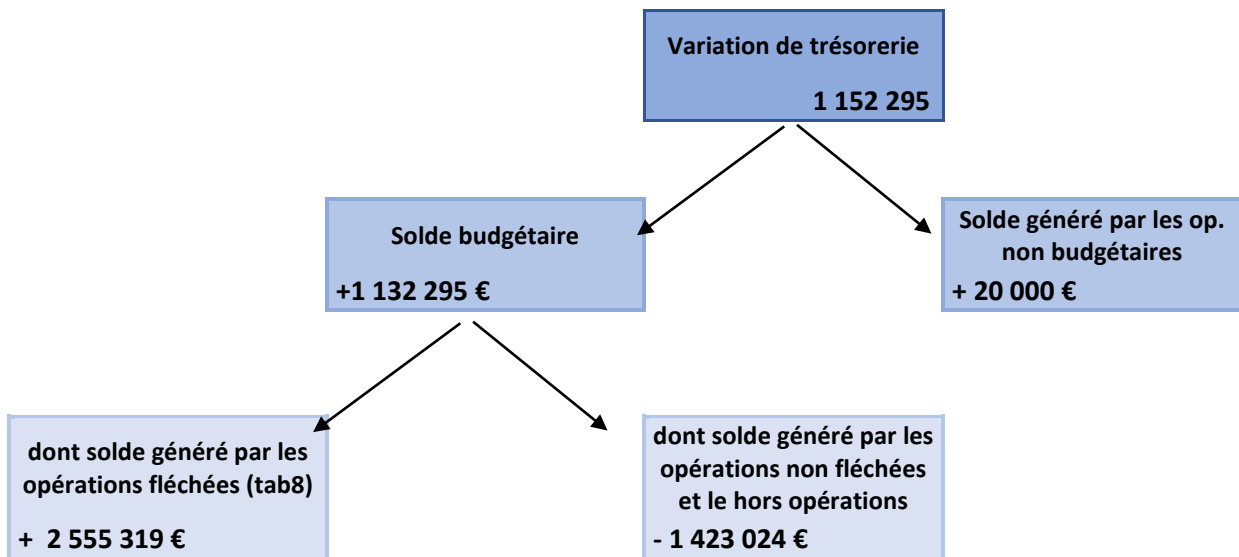 Variation de trésorerie
1 152 295
Solde budgétaire
+1 132 295 €
Solde généré par les op.
non budgétaires
+ 20 000 €
dont solde généré par les
opérations fléchées (tab8)
+ 2 555 319 €
dont solde généré par les
opérations non fléchées
et le hors opérations
- 1 423 024 €